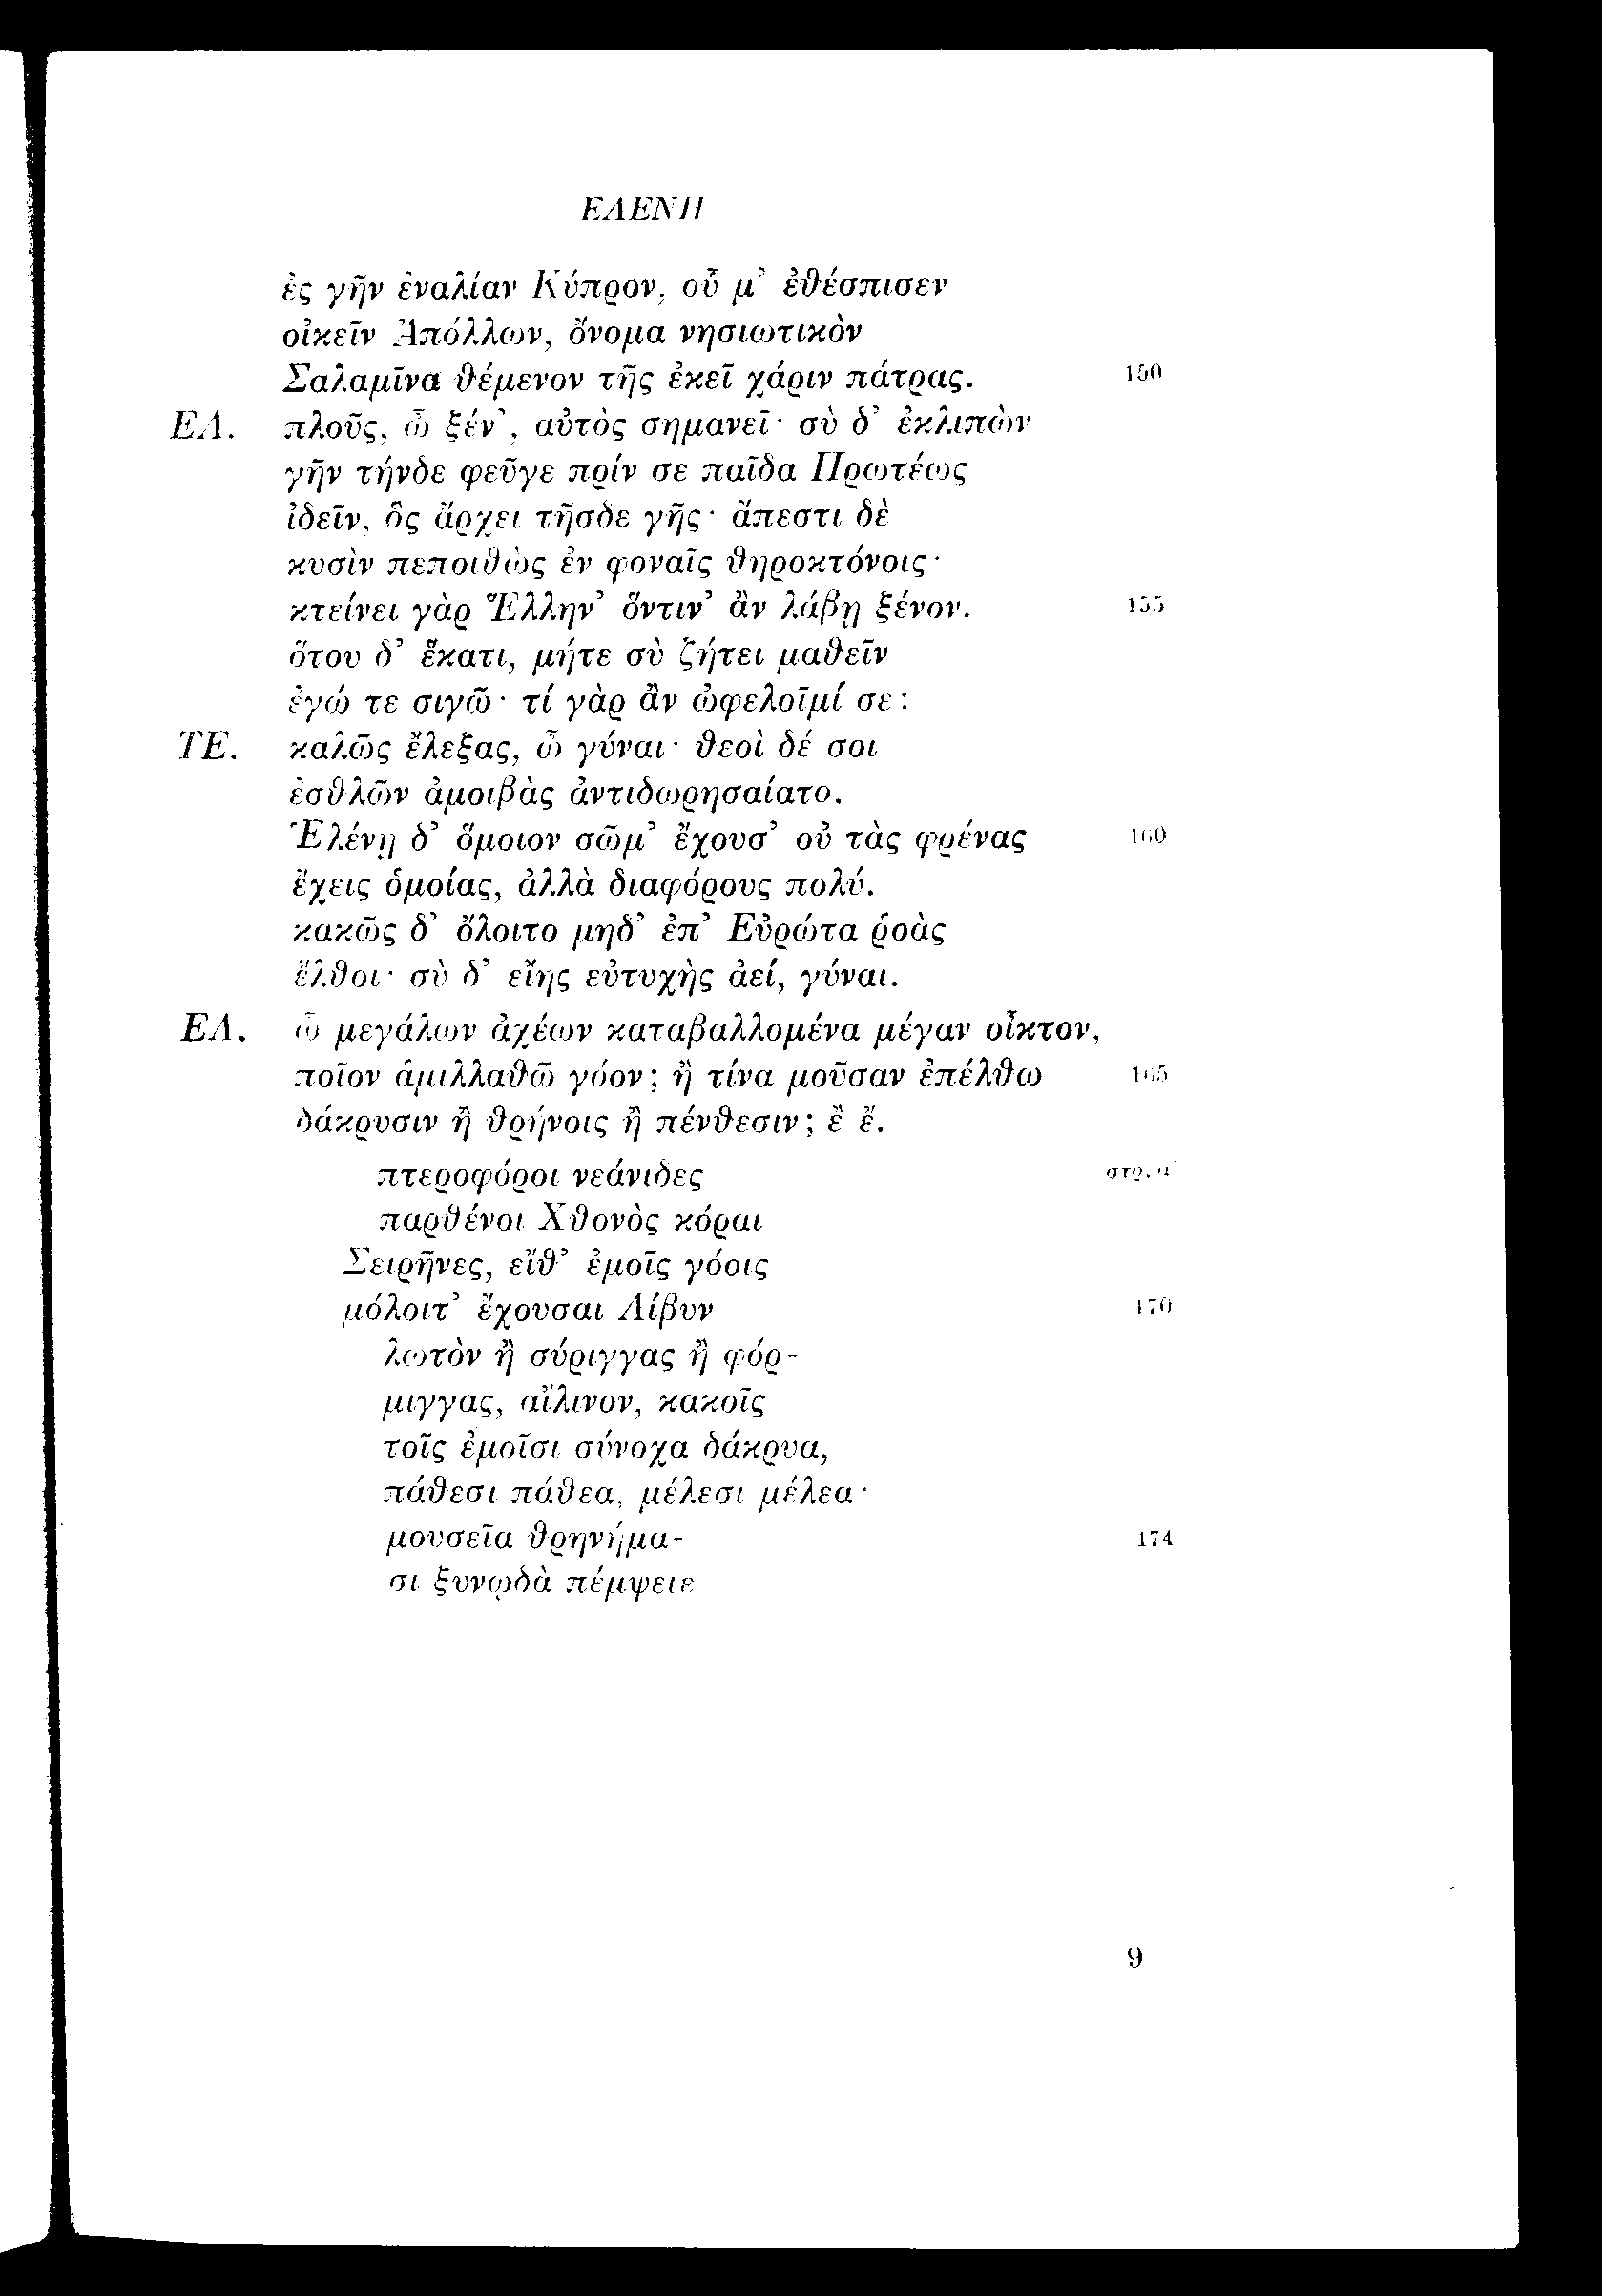 ΕΛΕΝΗ
ἐς γῆν ἐναλίαν Κύπρον, οὗ μ’ ἐθέσπισεν
οἰκεῖν Ἀπόλλων, ὄνομα νησιωτικὸν
Σαλαμῖνα θέμενον τῆς ἐκεῖ χάριν πάτρας. 150
ΕΛ. πλοῦς, ὦ ξέν’, αὐτὸς σημανεῖ· σὺ δ’ ἐκλιπὼν
γῆν τήνδε φεῦγε πρίν σε παῖδα Πρωτέως
ἰδεῖν, ὃς ἄρχει τῆσδε γῆς· ἄπεστι δὲ
κυσὶν πεποιθὼς ἐν φοναῖς θηροκτόνοις·
κτείνει γὰρ Ἕλλην’ ὅντιν’ ἂν λάβῃ ξένον. 155
ὅτου δ’ ἕκατι, μήτε σὺ ζήτει μαθεῖν
ἐγώ τε σιγῶ· τί γὰρ ἂν ὠφελοῖμί σε;
ΤΕ. καλῶς ἔλεξας, ὦ γύναι· θεοὶ δέ σοι
ἐσθλῶν ἀμοιβὰς ἀντιδωρησαίατο.
Ἑλένῃ δ’ ὅμοιον σῶμ’ ἔχουσ’ οὐ τὰς φρένας 160
ἔχεις ὁμοίας, ἀλλὰ διαφόρους πολύ.
κακῶς δ’ ὄλοιτο μηδ’ ἐπ’ Εὐρώτα ῥοὰς
ἔλθοι· σὺ δ’ εἴης εὐτυχὴς ἀεί, γύναι.
ΕΛ. ὦ μεγάλων ἀχέων καταβαλλομένα μέγαν οἶκτον,
ποῖον ἁμιλλαθῶ γόον; ἢ τίνα μοῦσαν ἐπέλθω 165
δάκρυσιν ἢ θρήνοις ἢ πένθεσιν; ἒ ἔ.
πτεροφόροι νεάνιδες στρ. α′
παρθένοι Χθονὸς κόραι
Σειρῆνες, εἴθ’ ἐμοῖς γόοις
μόλοιτ’ ἔχουσαι Λίβυν 170
λωτὸν ἢ σύριγγας ἢ φόρ-
μιγγας, αἴλινον, κακοῖς
τοῖς ἐμοῖσι σύνοχα δάκρυα,
πάθεσι πάθεα, μέλεσι μέλεα·
μουσεῖα θρηνήμα- 174
σι ξυνῳδὰ πέμψειε
9